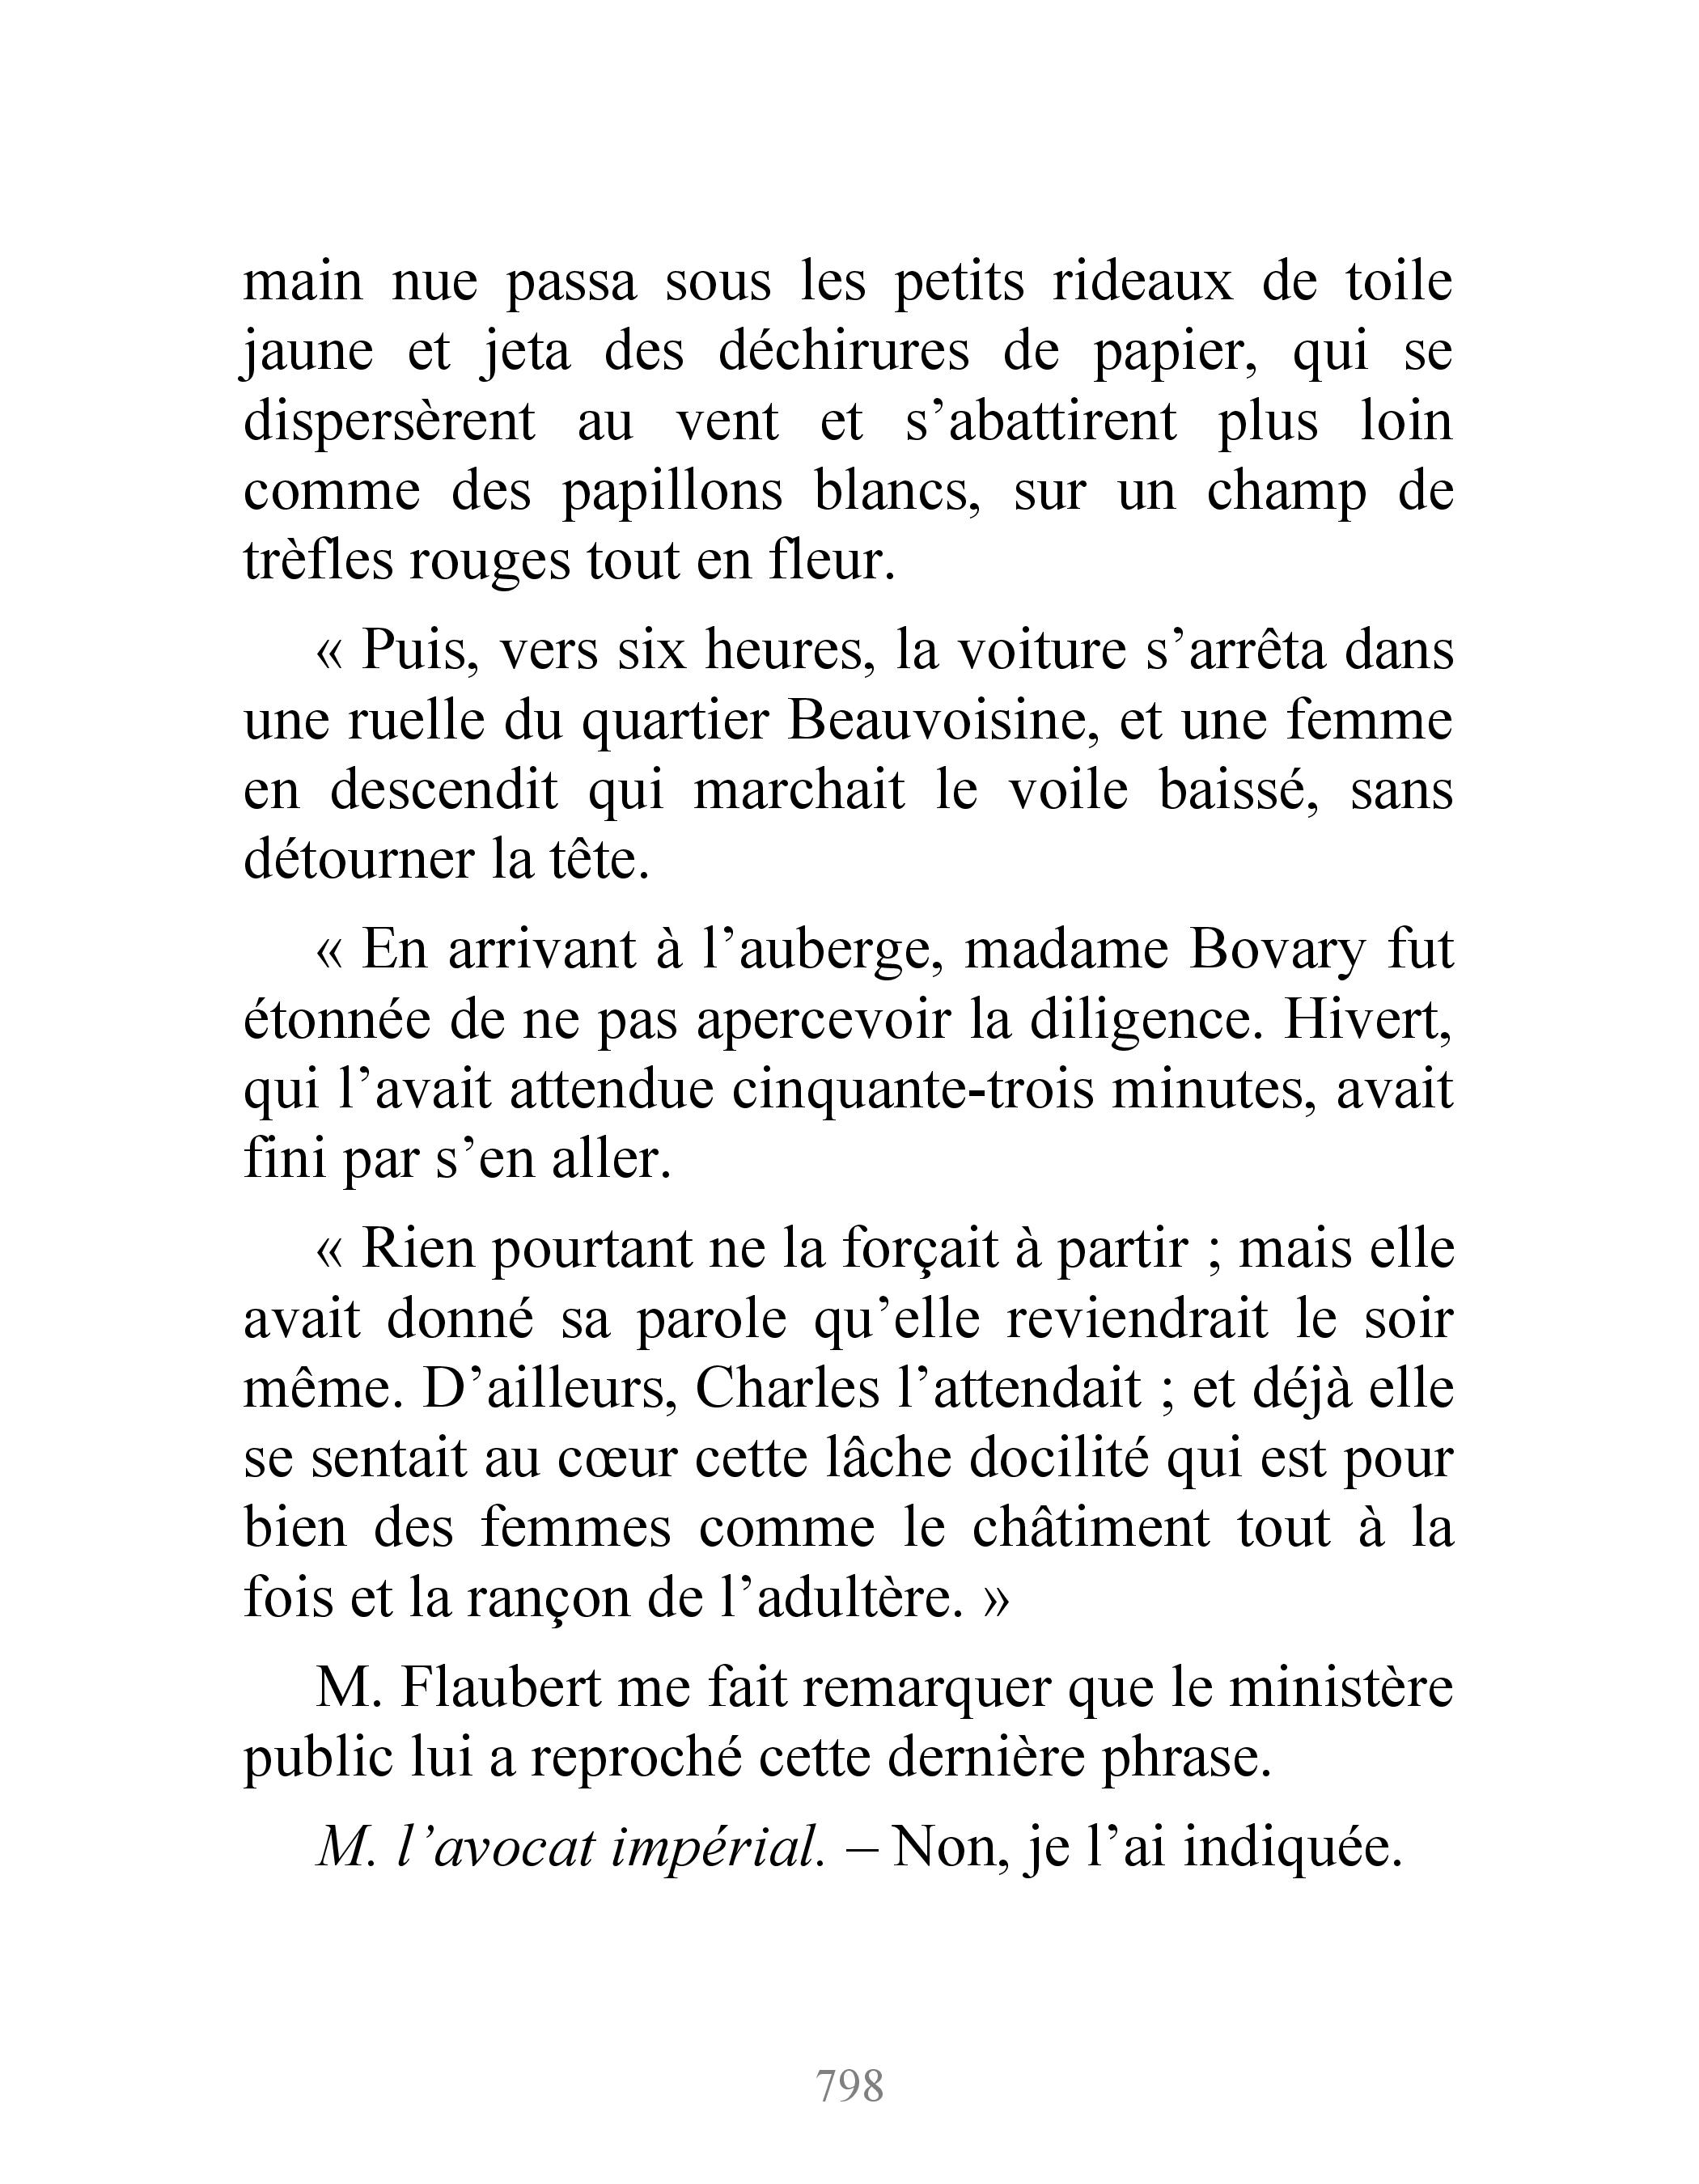 main nue passa sous les petits rideaux de toile
jaune et jeta des déchirures de papier, qui se
dispersèrent au vent et s’abattirent plus loin
comme des papillons blancs, sur un champ de
trèfles rouges tout en fleur.
« Puis, vers six heures, la voiture s’arrêta dans
une ruelle du quartier Beauvoisine, et une femme
en descendit qui marchait le voile baissé, sans
détourner la tête.
« En arrivant à l’auberge, madame Bovary fut
étonnée de ne pas apercevoir la diligence. Hivert,
qui l’avait attendue cinquante-trois minutes, avait
fini par s’en aller.
« Rien pourtant ne la forçait à partir ; mais elle
avait donné sa parole qu’elle reviendrait le soir
même. D’ailleurs, Charles l’attendait ; et déjà elle
se sentait au cœur cette lâche docilité qui est pour
bien des femmes comme le châtiment tout à la
fois et la rançon de l’adultère. »
M. Flaubert me fait remarquer que le ministère
public lui a reproché cette dernière phrase.
M. l’avocat impérial. – Non, je l’ai indiquée.
798